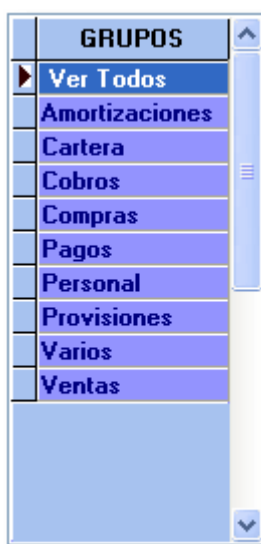 GRUPOS
Ver Todos
Amortizaciones
Cartera
Cobros
Compras
Pagos
Personal
Provisiones
Varios
Ventas